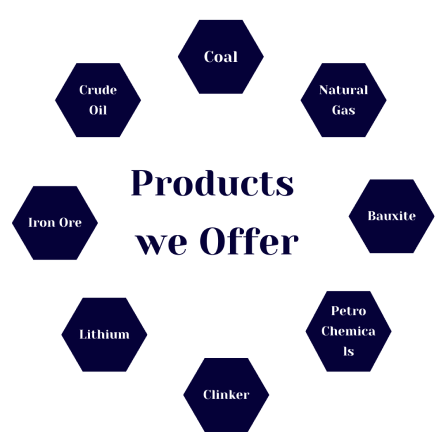 Coal
Crude
Oil
Natural
Gas
Products
we Offer
Iron Ore
Bauxite
Lithium
Petro
Chemica
ls
Clinker